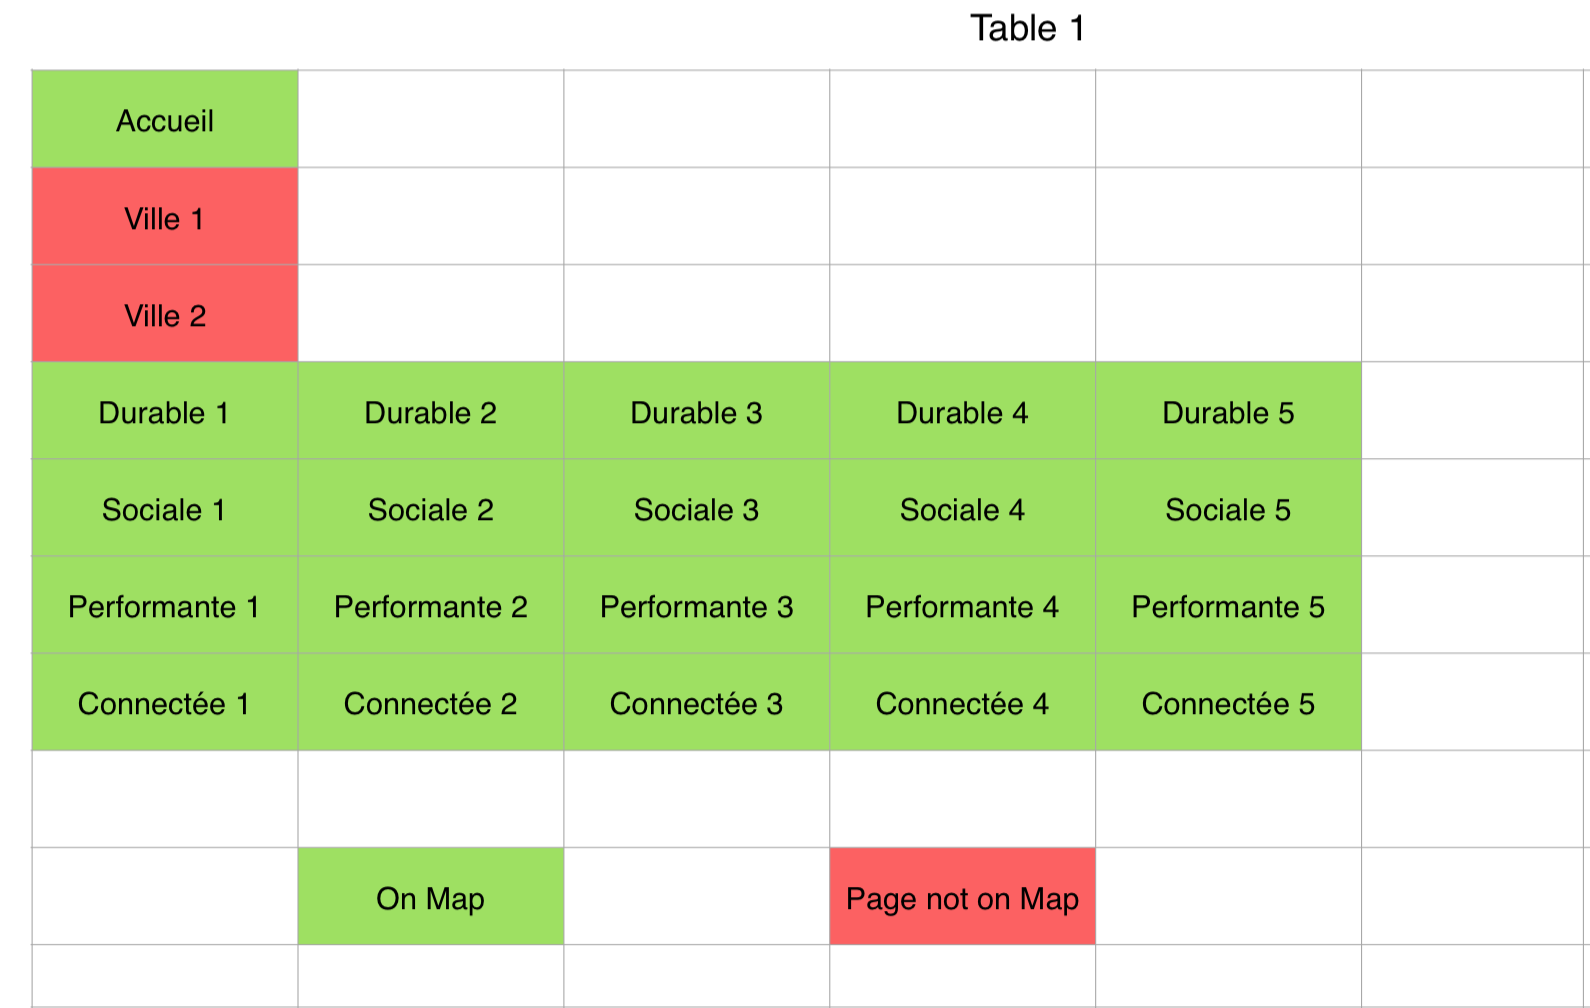 Table 1
Accueil
Ville 1
Ville 2
Durable 1 Durable 2 Durable 3 Durable 4 Durable 5
Sociale 1 Sociale 2 Sociale 3 Sociale 4 Sociale 5
Performante 1 Performante 2 Performante 3 Performante 4 Performante 5
Connectée 1 Connectée 2 Connectée 3 Connectée 4 Connectée 5
On Map Page not on Map